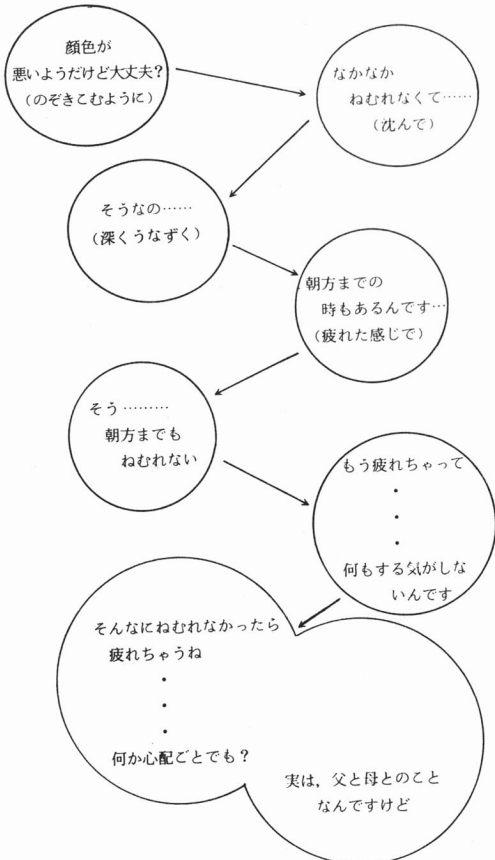 顔色が
悪いようだけど大丈夫?
(のぞきこむように)
なかなか
ねむれなくて……
(沈んで)
そうなの……
(深くうなずく)
朝方までの
時もあるんです…
(疲れた感じで)
そう………
朝方までも
ねむれない
もう疲れちゃって
・
・
・
何もする気がしな
いんです
そんなにねむれなかったら
疲れちゃうね
・
・
・
何か心配ごとでも?
実は,父と母とのこと
なんですけど